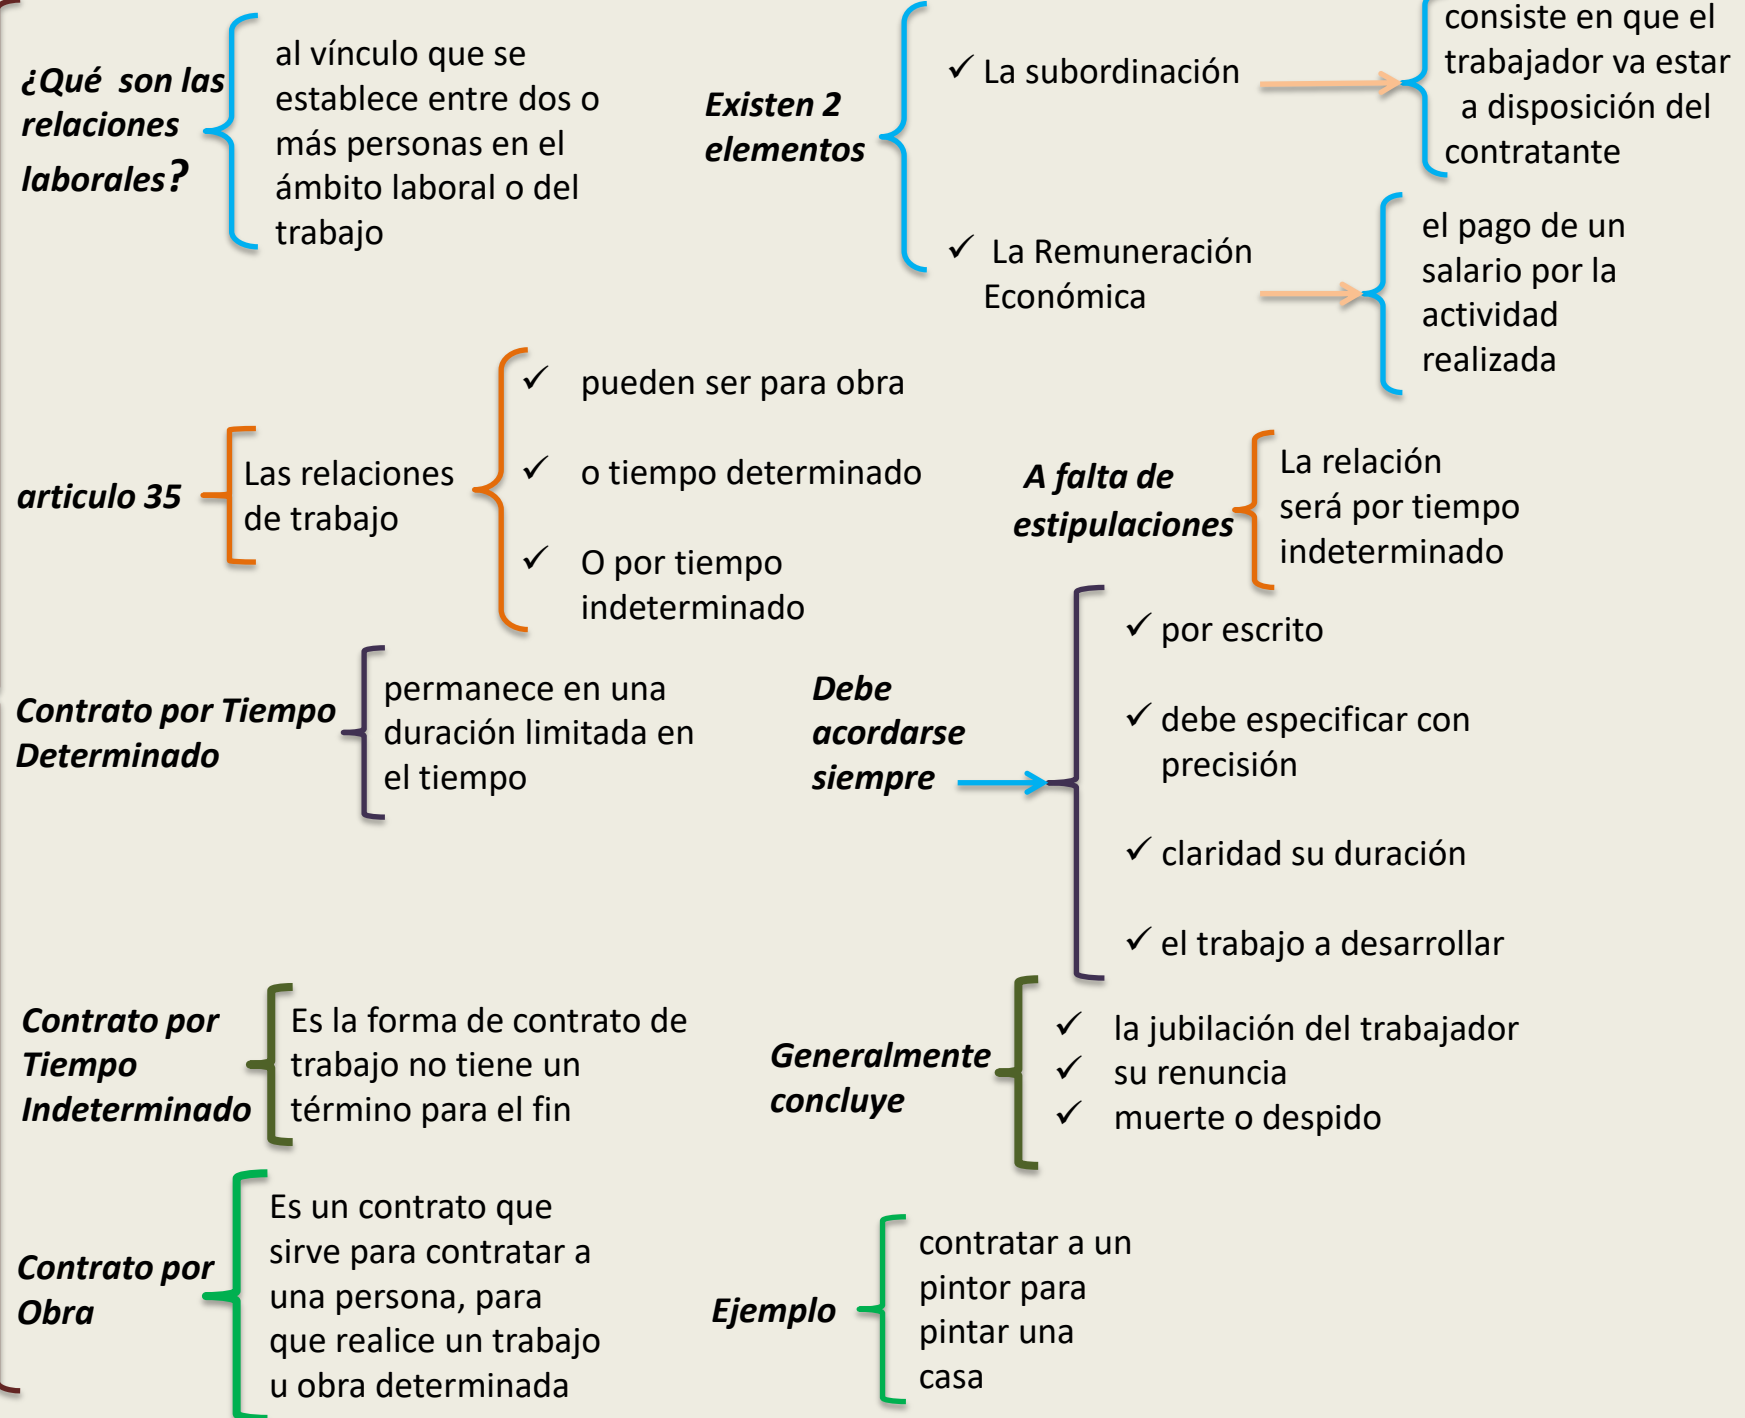 ¿Qué son las
relaciones
laborales?
al vínculo que se
establece entre dos o
más personas en el
ámbito laboral o del
trabajo
Existen 2
elementos
✓ La subordinación
consiste en que el
trabajador va estar
a disposición del
contratante
✓ La Remuneración
Económica
el pago de un
salario por la
actividad
realizada
articulo 35
Las relaciones
de trabajo
✓ pueden ser para obra
✓ o tiempo determinado
✓ O por tiempo
indeterminado
A falta de
estipulaciones
La relación
será por tiempo
indeterminado
Contrato por Tiempo
Determinado
permanece en una
duración limitada en
el tiempo
Debe
acordarse
siempre
✓ por escrito
✓ debe especificar con
precisión
✓ claridad su duración
✓ el trabajo a desarrollar
Contrato por
Tiempo
Indeterminado
Es la forma de contrato de
trabajo no tiene un
término para el fin
Generalmente
concluye
✓ la jubilación del trabajador
✓ su renuncia
✓ muerte o despido
Contrato por
Obra
Es un contrato que
sirve para contratar a
una persona, para
que realice un trabajo
u obra determinada
Ejemplo
contratar a un
pintor para
pintar una
casa